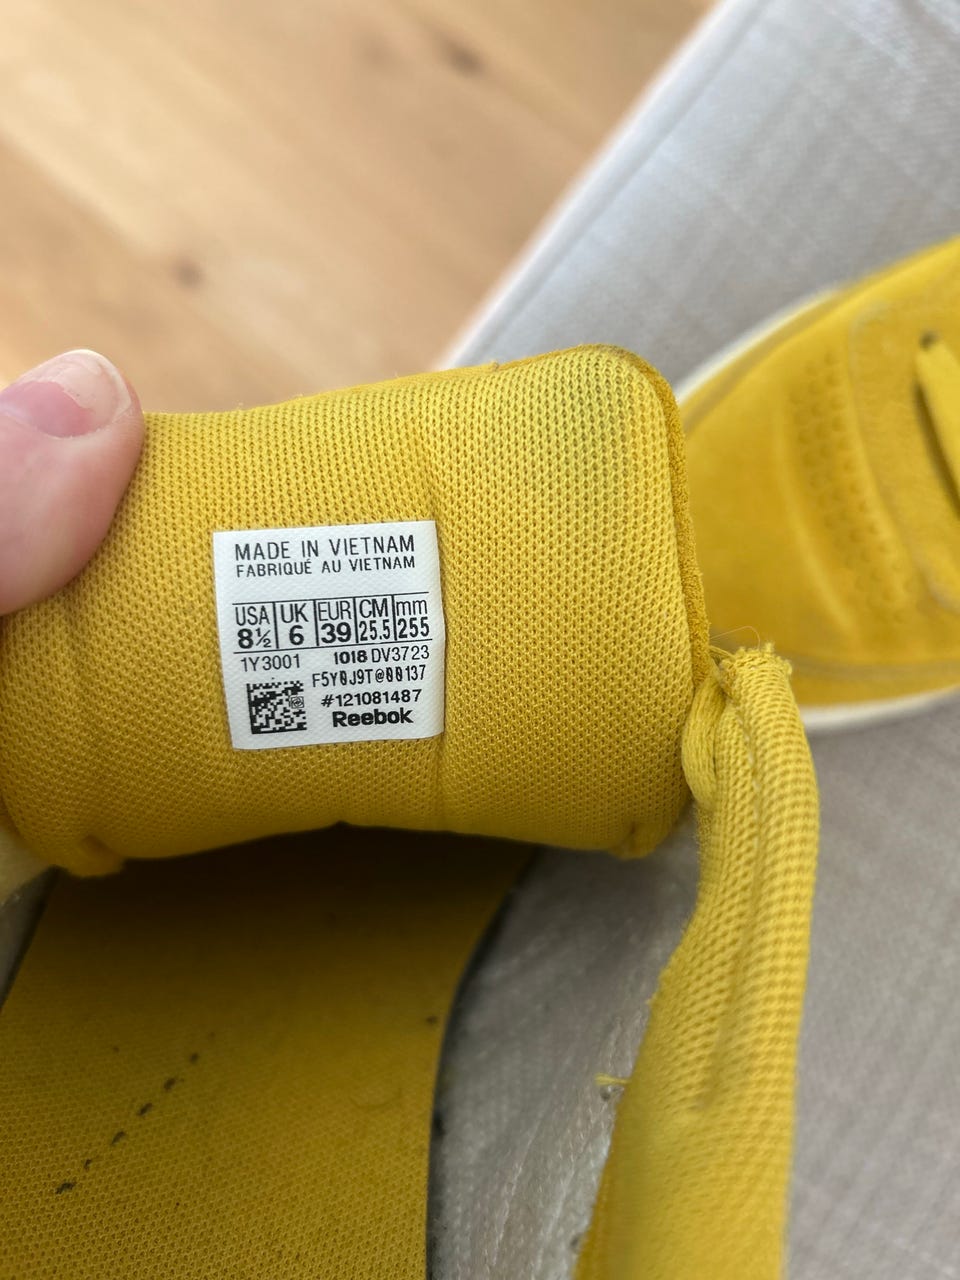 MADE IN VIETNAM
FABRIQUÉ AU VIETNAM
USA UK EUR CM mm
8½ 6 39 25.5 255
1Y3001 1018 DV3723
F5Y0J9T@00137
#121081487
Reebok